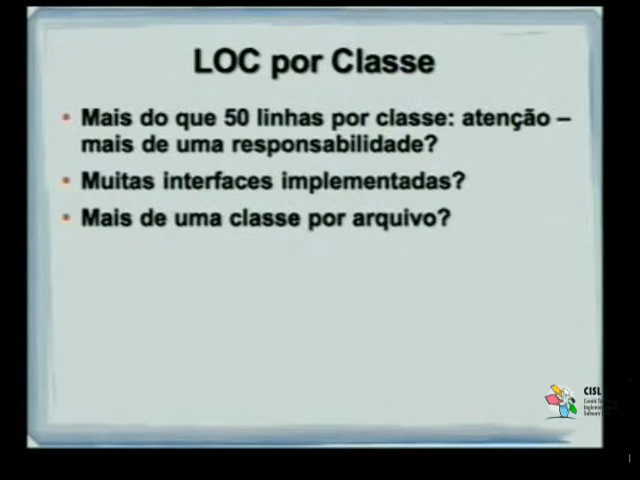 LOC por Classe
• Mais do que 50 linhas por classe: atenção –
mais de uma responsabilidade?
• Muitas interfaces implementadas?
• Mais de uma classe por arquivo?
CISL